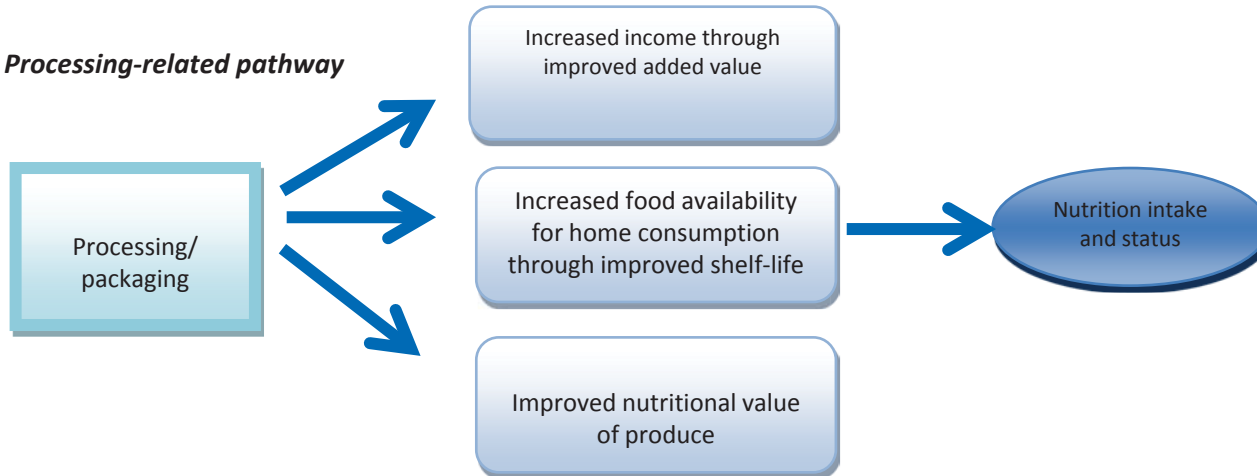 Processing-related pathway
Increased income through
improved added value
Processing/
packaging
Increased food availability
for home consumption
through improved shelf-life
Nutrition intake
and status
Improved nutritional value
of produce